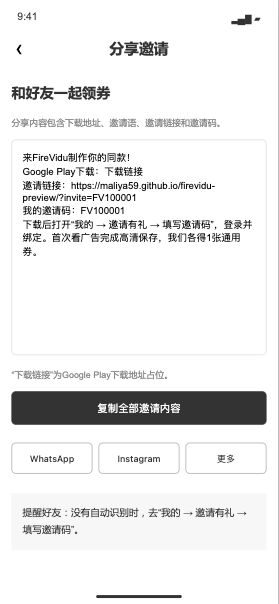 9:41
分享邀请
和好友一起领券
分享内容包含下载地址、邀请语、邀请链接和邀请码。
来FireVidu制作你的同款！
Google Play下载：下载链接
邀请链接：https://maliya59.github.io/firevidu-
preview/?invite=FV100001
我的邀请码：FV100001
下载后打开“我的 → 邀请有礼 → 填写邀请码”，登录并
绑定。首次看广告完成高清保存，我们各得1张通用
券。
“下载链接”为Google Play下载地址占位。
复制全部邀请内容
WhatsApp
Instagram
更多
提醒好友：没有自动识别时，去“我的 → 邀请有礼 →
填写邀请码”。